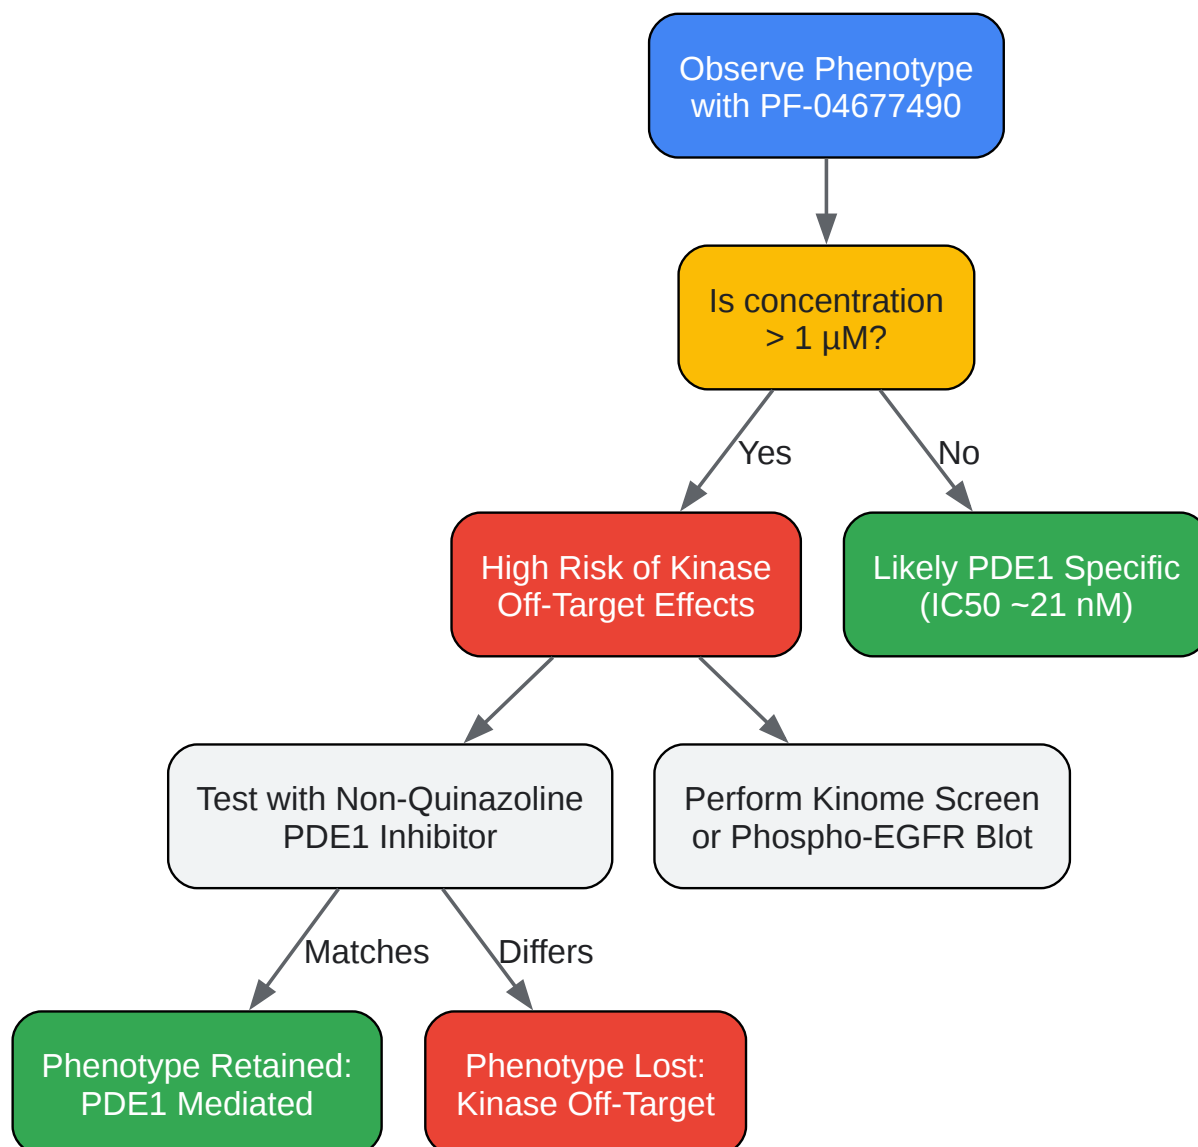 Observe Phenotype
with PF-04677490
Is concentration
> 1 µM?
Yes
No
High Risk of Kinase
Off-Target Effects
Likely PDE1 Specific
(IC50 ~21 nM)
Test with Non-Quinazoline
PDE1 Inhibitor
Perform Kinome Screen
or Phospho-EGFR Blot
Matches
Differs
Phenotype Retained:
PDE1 Mediated
Phenotype Lost:
Kinase Off-Target